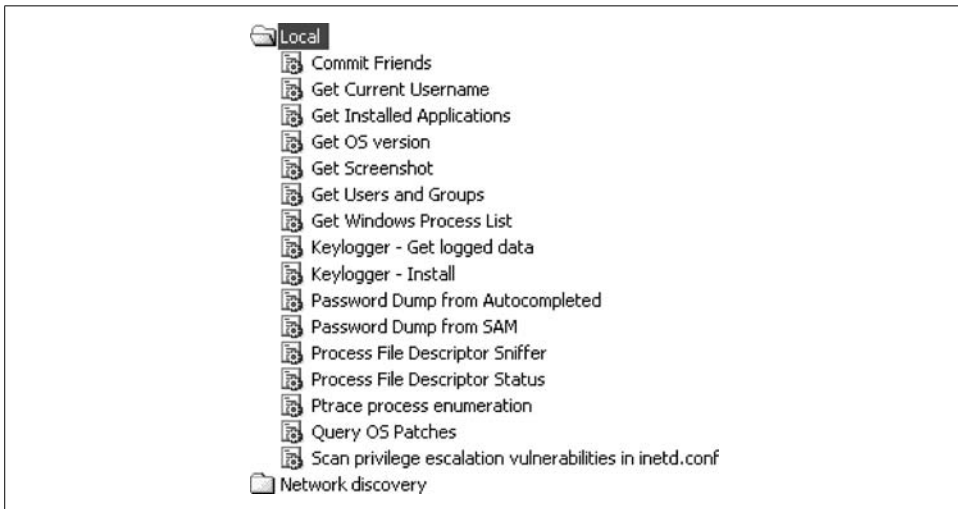 Local
Commit Friends
Get Current Username
Get Installed Applications
Get OS version
Get Screenshot
Get Users and Groups
Get Windows Process List
Keylogger - Get logged data
Keylogger - Install
Password Dump from Autocompleted
Password Dump from SAM
Process File Descriptor Sniffer
Process File Descriptor Status
Ptrace process enumeration
Query OS Patches
Scan privilege escalation vulnerabilities in inetd.conf
Network discovery